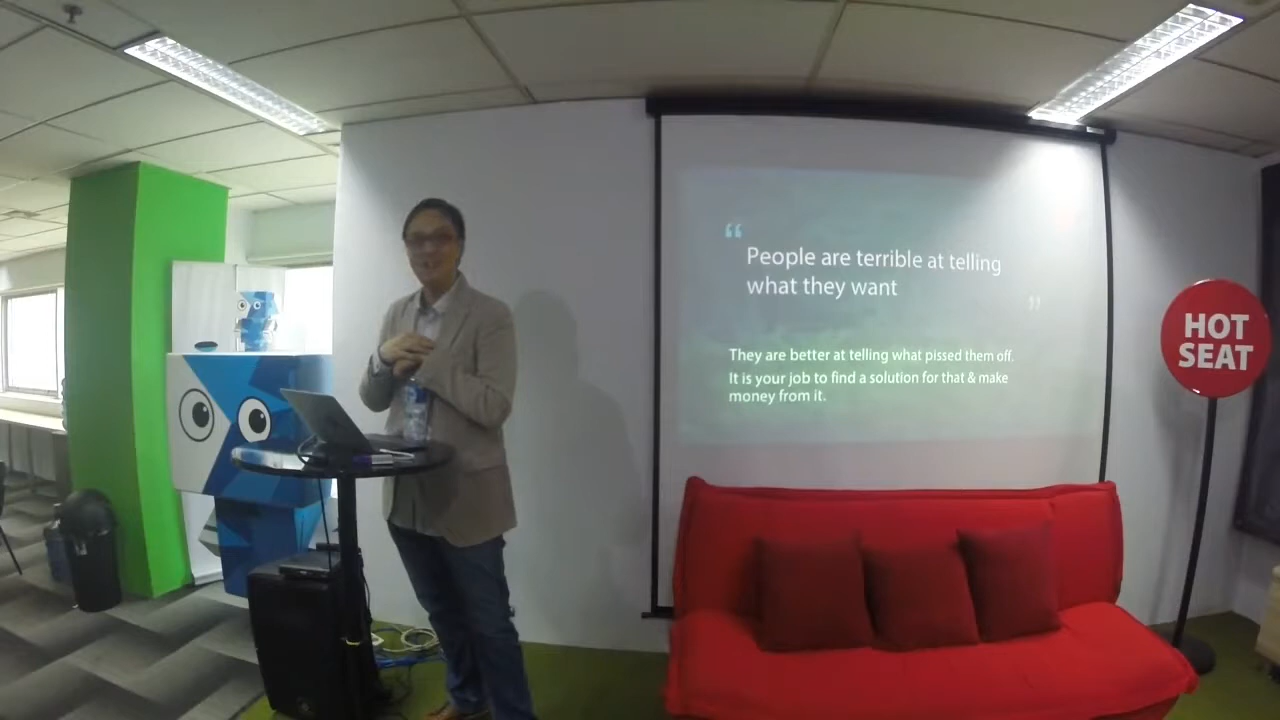 “
People are terrible at telling
what they want
”
They are better at telling what pissed them off.
It is your job to find a solution for that & make
money from it.
HOT
SEAT